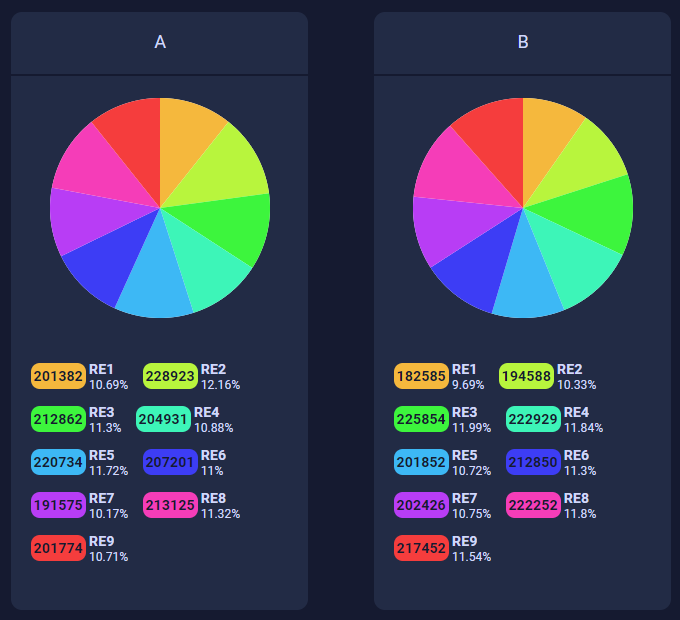 A
B
201382 RE1 10.69% 228923 RE2 12.16%
212862 RE3 11.3% 204931 RE4 10.88%
220734 RE5 11.72% 207201 RE6 11%
191575 RE7 10.17% 213125 RE8 11.32%
201774 RE9 10.71%
182585 RE1 9.69% 194588 RE2 10.33%
225854 RE3 11.99% 222929 RE4 11.84%
201852 RE5 10.72% 212850 RE6 11.3%
202426 RE7 10.75% 222252 RE8 11.8%
217452 RE9 11.54%